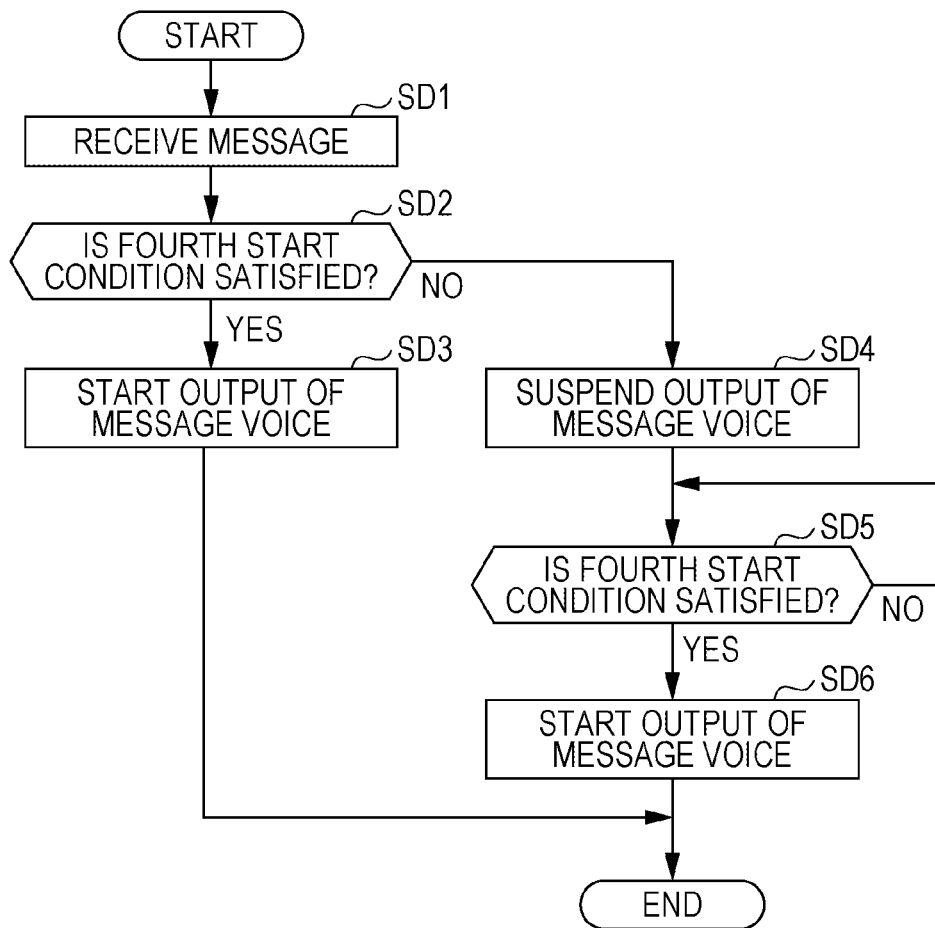 START
SD1
RECEIVE MESSAGE
SD2
IS FOURTH START
CONDITION SATISFIED?
NO
YES
SD3
START OUTPUT OF
MESSAGE VOICE
SD4
SUSPEND OUTPUT OF
MESSAGE VOICE
SD5
IS FOURTH START
CONDITION SATISFIED?
NO
YES
SD6
START OUTPUT OF
MESSAGE VOICE
END